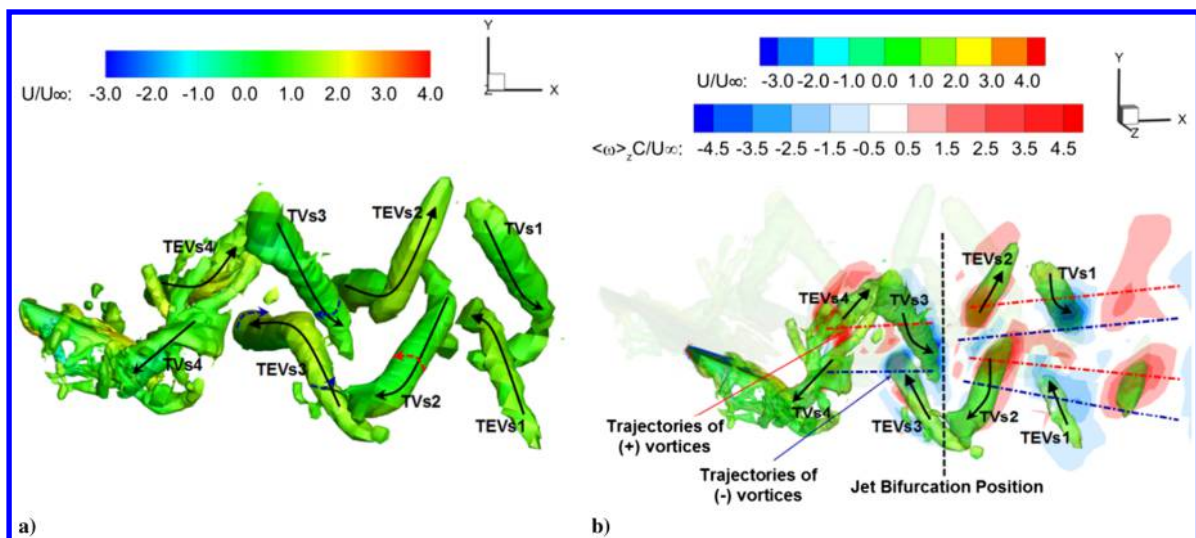 Y
X
Z
U/U∞: -3.0 -2.0 -1.0 0.0 1.0 2.0 3.0 4.0
TEVs4
TVs3
TEVs2
TVs1
TVs4
TEVs3
TVs2
TEVs1
a)
Y
X
Z
U/U∞: -3.0 -2.0 -1.0 0.0 1.0 2.0 3.0 4.0
<ω>zC/U∞: -4.5 -3.5 -2.5 -1.5 -0.5 0.5 1.5 2.5 3.5 4.5
TEVs4
TVs3
TEVs2
TVs1
TVs4
TEVs3
TVs2
TEVs1
Trajectories of
(+) vortices
Trajectories of
(-) vortices
Jet Bifurcation Position
b)